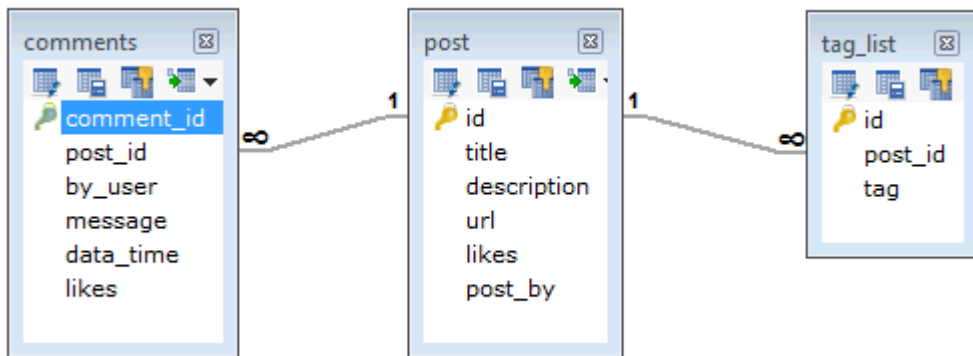 comments
comment_id
post_id
by_user
message
data_time
likes
∞
1
post
id
title
description
url
likes
post_by
1
∞
tag_list
id
post_id
tag